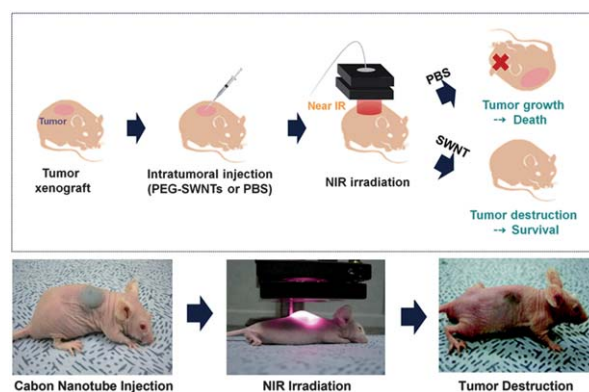 Tumor
Tumor
xenograft
Intratumoral injection
(PEG-SWNTs or PBS)
Near IR
NIR irradiation
PBS
Tumor growth
⇢ Death
SWNT
Tumor destruction
⇢ Survival
Cabon Nanotube Injection
NIR Irradiation
Tumor Destruction